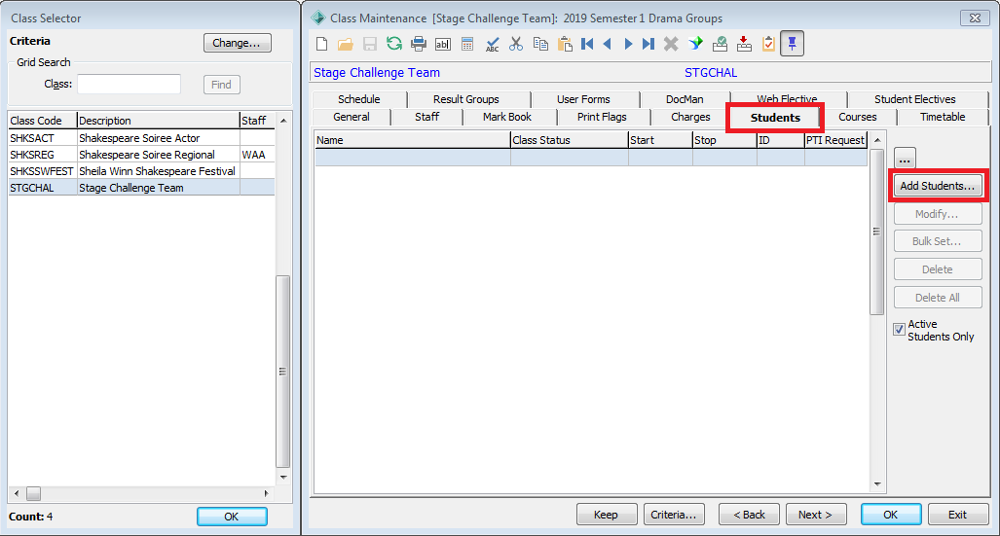 Class Selector
Criteria
Change...
Grid Search
Class:
Find
Class Code Description Staff
SHKSACT Shakespeare Soiree Actor
SHKSREG Shakespeare Soiree Regional WAA
SHKSSWFEST Sheila Winn Shakespeare Festival
STGCHAL Stage Challenge Team
Count: 4
OK
Class Maintenance [Stage Challenge Team]: 2019 Semester 1 Drama Groups
ab
ABC
Stage Challenge Team STGCHAL
Schedule Result Groups User Forms DocMan Web Elective Student Electives
General Staff Mark Book Print Flags Charges Students Courses Timetable
Name Class Status Start Stop ID PTI Request
...
Add Students...
Modify...
Bulk Set...
Delete
Delete All
Active
Students Only
Keep Criteria... < Back Next > OK Exit